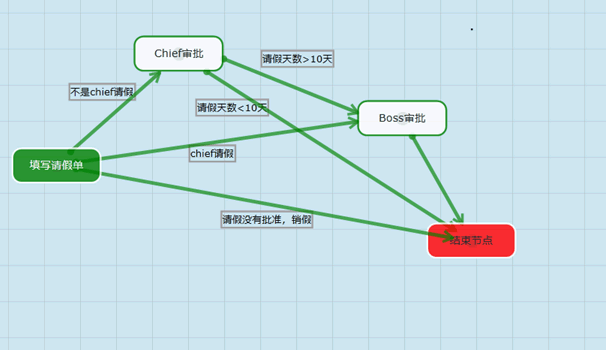 Chief审批
请假天数>10天
不是chief请假
请假天数<10天
Boss审批
chief请假
填写请假单
请假没有批准，销假
结束节点